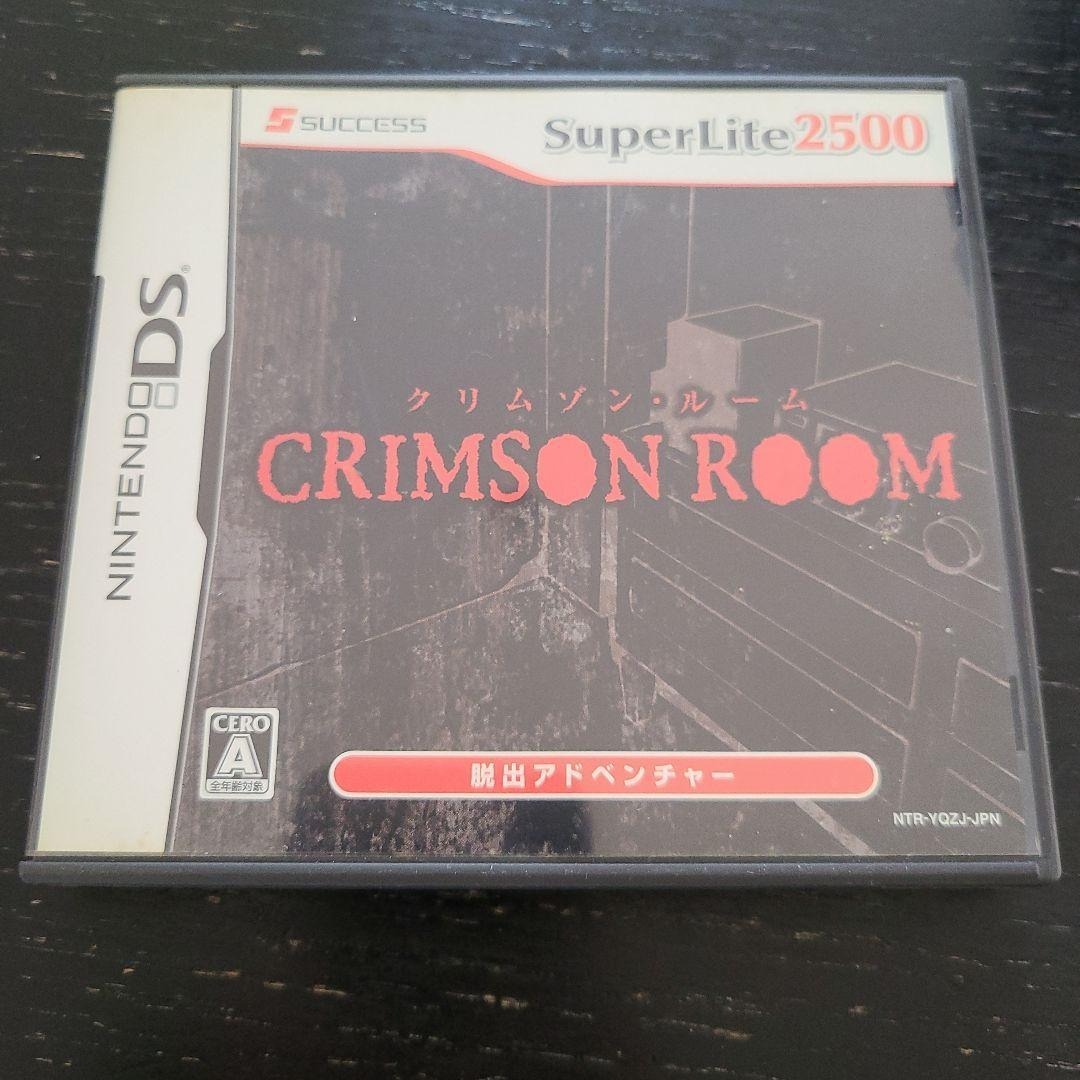 SUCCESS
SuperLite2500
NINTENDO DS®
クリムゾン・ルーム
CRIMSON ROOM
CERO
A
全年齢対象
脱出アドベンチャー
NTR-YQZJ-JPN